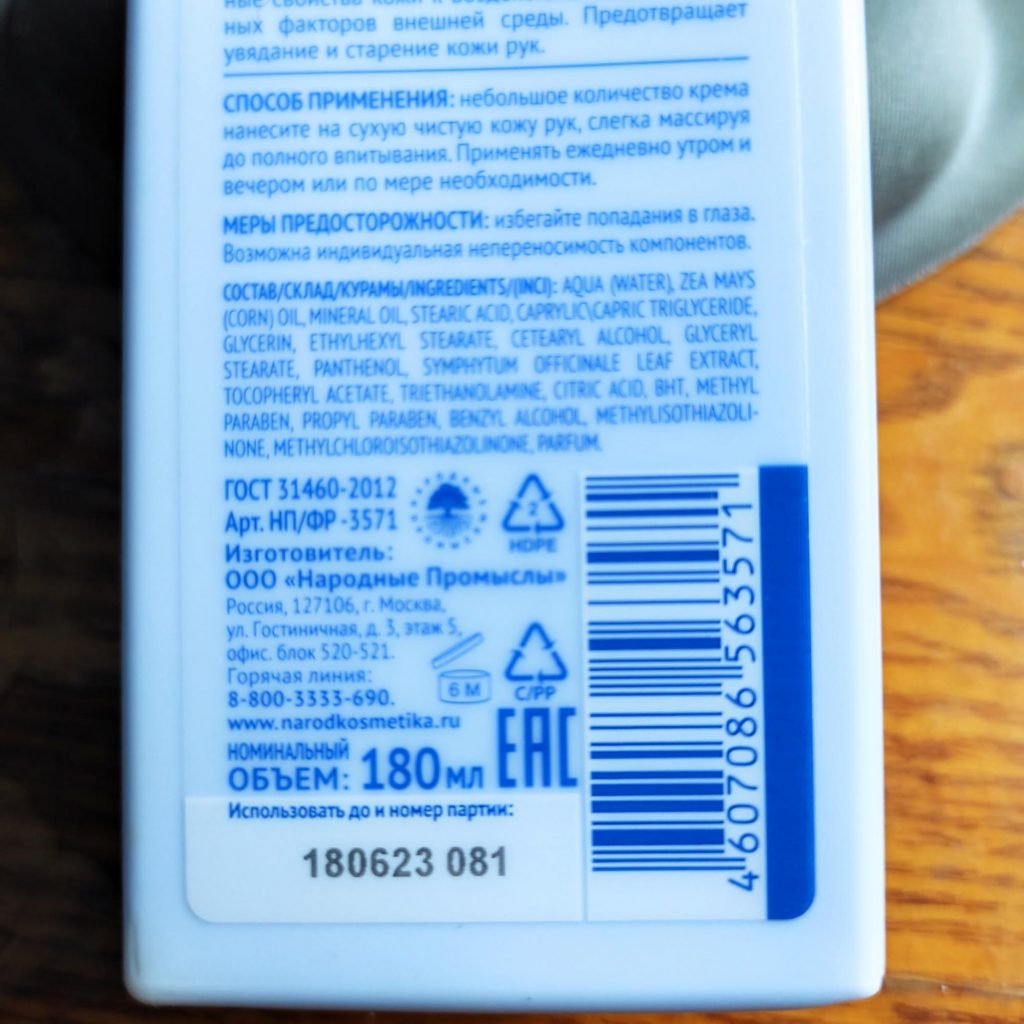 ные свойства кожи к
ных факторов внешней среды. Предотвращает
увядание и старение кожи рук.
СПОСОБ ПРИМЕНЕНИЯ: небольшое количество крема
нанесите на сухую чистую кожу рук, слегка массируя
до полного впитывания. Применять ежедневно утром и
вечером или по мере необходимости.
МЕРЫ ПРЕДОСТОРОЖНОСТИ: избегайте попадания в глаза.
Возможна индивидуальная непереносимость компонентов.
СОСТАВ/СКЛАД/КУРАМЫ/INGREDIENTS/(INCI): AQUA (WATER), ZEA MAYS
(CORN) OIL, MINERAL OIL, STEARIC ACID, CAPRYLIC\CAPRIC TRIGLYCERIDE,
GLYCERIN, ETHYLHEXYL STEARATE, CETEARYL ALCOHOL, GLYCERYL
STEARATE, PANTHENOL, SYMPHYTUM OFFICINALE LEAF EXTRACT,
TOCOPHERYL ACETATE, TRIETHANOLAMINE, CITRIC ACID, BHT, METHYL
PARABEN, PROPYL PARABEN, BENZYL ALCOHOL, METHYLISOTHIAZOLI-
NONE, METHYLCHLOROISOTHIAZOLINONE, PARFUM.
ГОСТ 31460-2012
Арт. НП/ФР -3571
Изготовитель:
ООО «Народные Промыслы»
Россия, 127106, г. Москва,
ул. Гостиничная, д. 3, этаж 5,
офис. блок 520-521.
Горячая линия:
8-800-3333-690.
www.narodkosmetika.ru
НОМИНАЛЬНЫЙ
ОБЪЕМ: 180 мл
2
HDPE
6 M
C/PP
EAC
Использовать до и номер партии:
180623 081
4 607086 563571